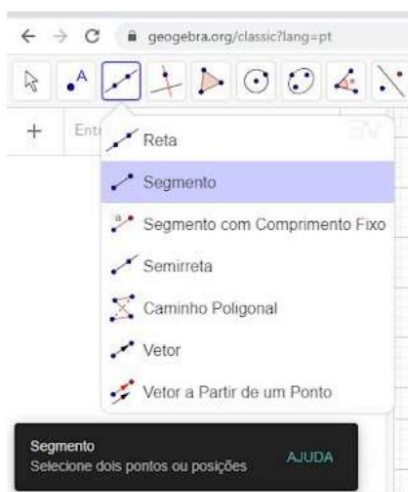 geogebra.org/classic?lang=pt
A
Entr
Reta
Segmento
a
Segmento com Comprimento Fixo
Semirreta
Caminho Poligonal
Vetor
Vetor a Partir de um Ponto
Segmento
Selecione dois pontos ou posições
AJUDA